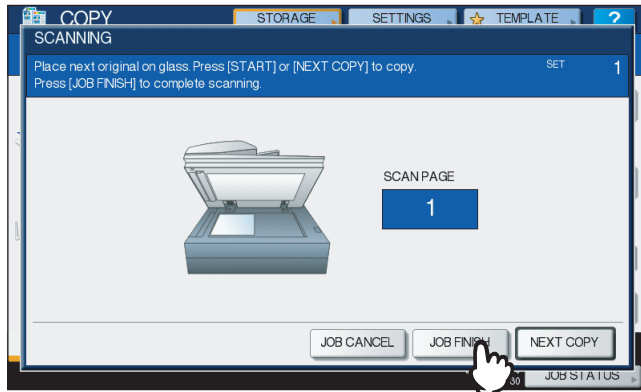 COPY
STORAGE
SETTINGS
TEMPLATE
?
SCANNING
Place next original on glass. Press [START] or [NEXT COPY] to copy.
Press [JOB FINISH] to complete scanning.
SET 1
SCAN PAGE
1
JOB CANCEL
JOB FINISH
NEXT COPY
30
JOB STATUS